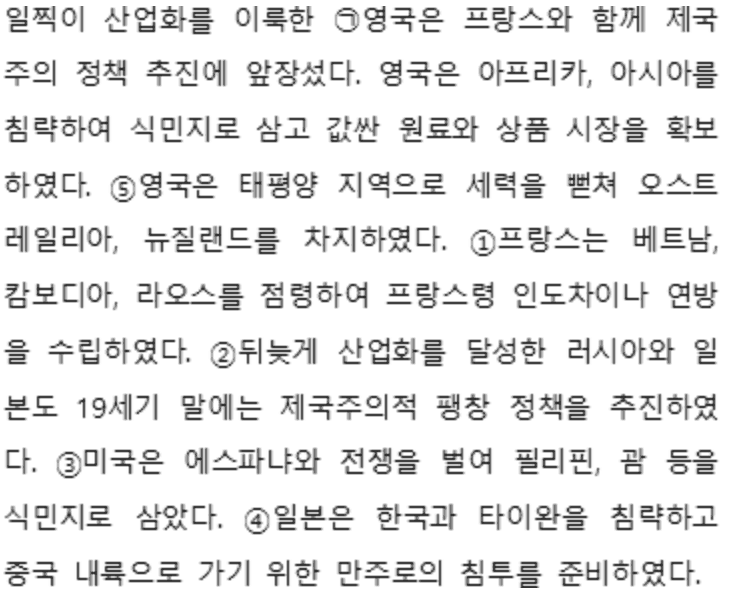 일찍이 산업화를 이룩한 ㉠영국은 프랑스와 함께 제국
주의 정책 추진에 앞장섰다. 영국은 아프리카, 아시아를
침략하여 식민지로 삼고 값싼 원료와 상품 시장을 확보
하였다. ⑤영국은 태평양 지역으로 세력을 뻗쳐 오스트
레일리아, 뉴질랜드를 차지하였다. ①프랑스는 베트남,
캄보디아, 라오스를 점령하여 프랑스령 인도차이나 연방
을 수립하였다. ②뒤늦게 산업화를 달성한 러시아와 일
본도 19세기 말에는 제국주의적 팽창 정책을 추진하였
다. ③미국은 에스파냐와 전쟁을 벌여 필리핀, 괌 등을
식민지로 삼았다. ④일본은 한국과 타이완을 침략하고
중국 내륙으로 가기 위한 만주로의 침투를 준비하였다.